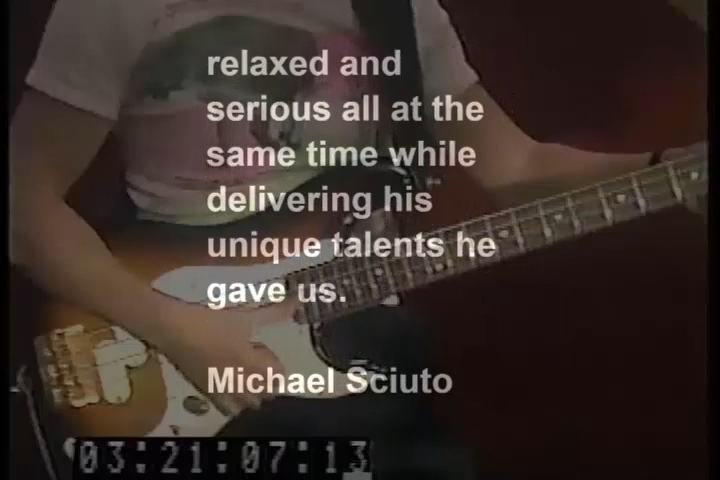 relaxed and
serious all at the
same time while
delivering his
unique talents he
gave us.
Michael Sciuto
03:21:07:13